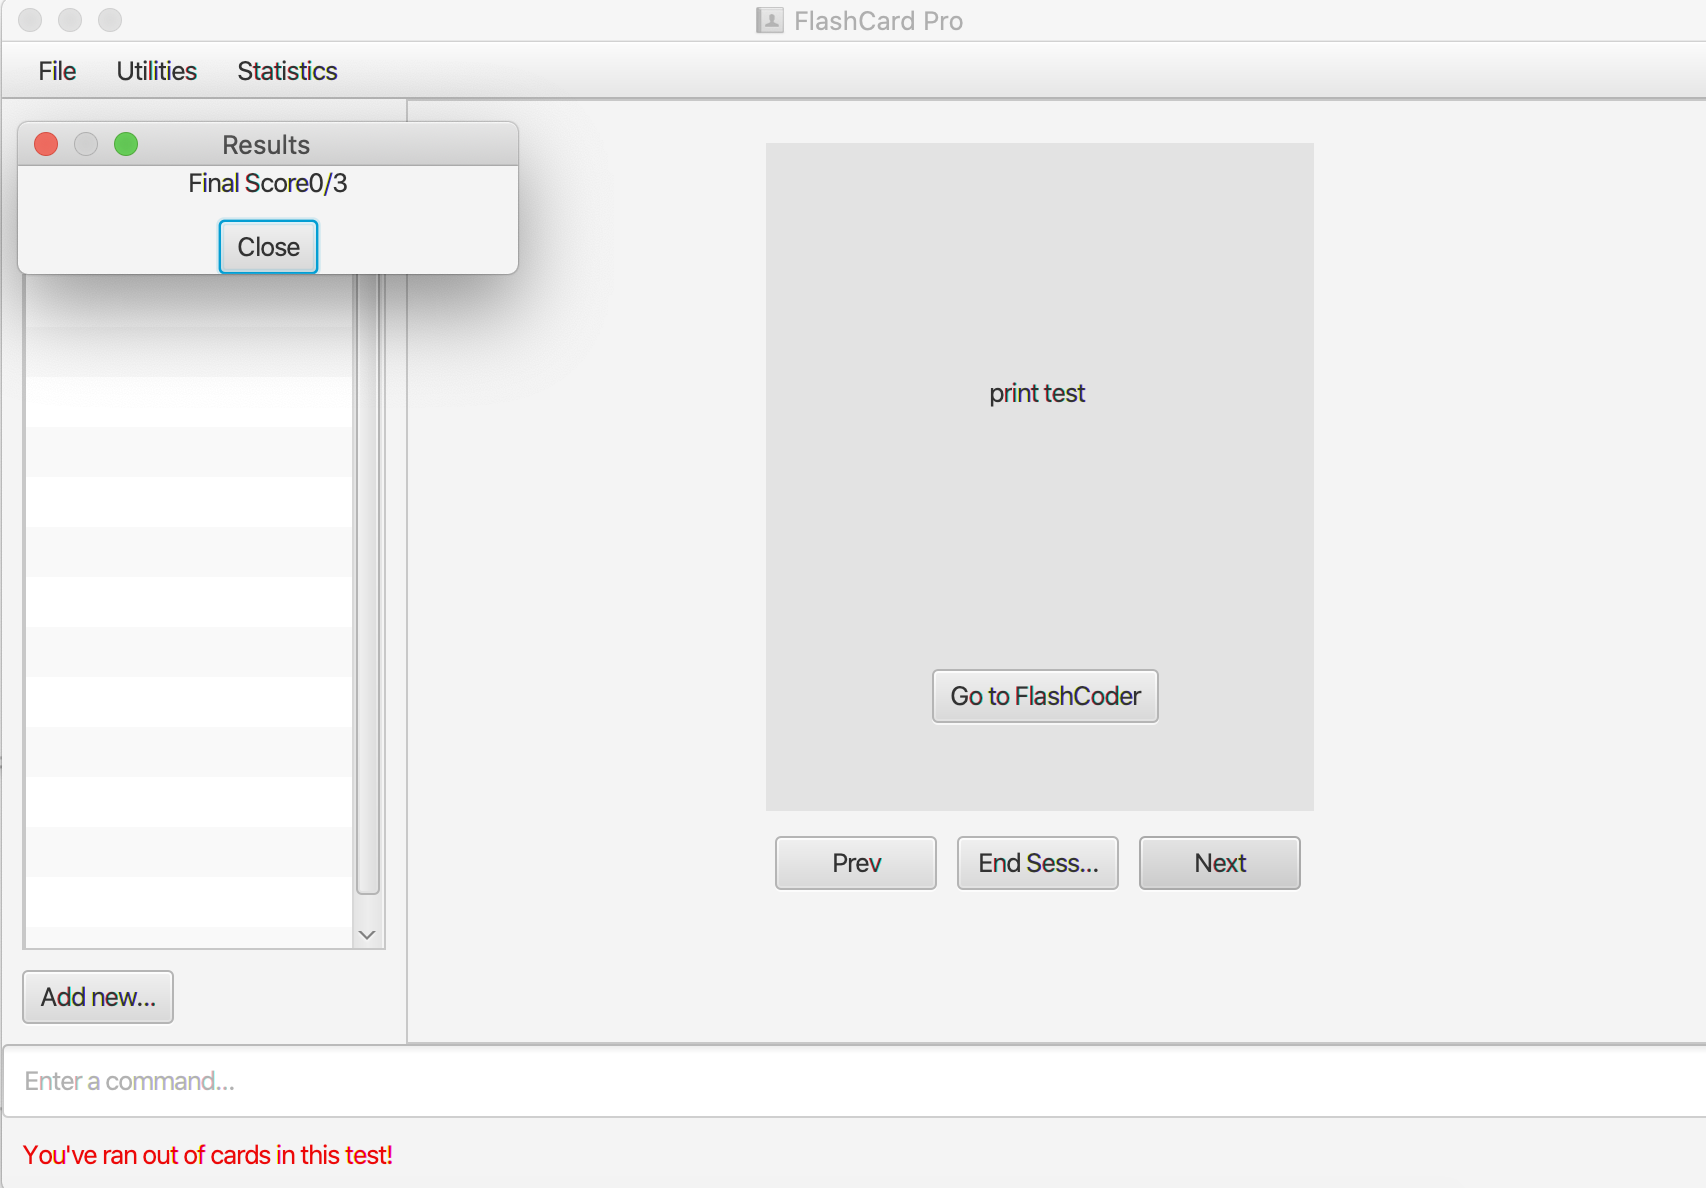 FlashCard Pro
File Utilities Statistics
Results
Final Score0/3
Close
print test
Go to FlashCoder
Prev End Sess... Next
Add new...
Enter a command...
You've ran out of cards in this test!